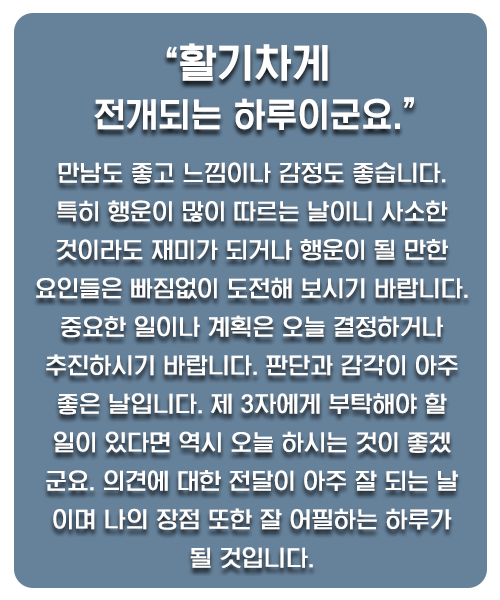 “활기차게
전개되는 하루이군요.”
만남도 좋고 느낌이나 감정도 좋습니다.
특히 행운이 많이 따르는 날이니 사소한
것이라도 재미가 되거나 행운이 될 만한
요인들은 빠짐없이 도전해 보시기 바랍니다.
중요한 일이나 계획은 오늘 결정하거나
추진하시기 바랍니다. 판단과 감각이 아주
좋은 날입니다. 제 3자에게 부탁해야 할
일이 있다면 역시 오늘 하시는 것이 좋겠
군요. 의견에 대한 전달이 아주 잘 되는 날
이며 나의 장점 또한 잘 어필하는 하루가
될 것입니다.